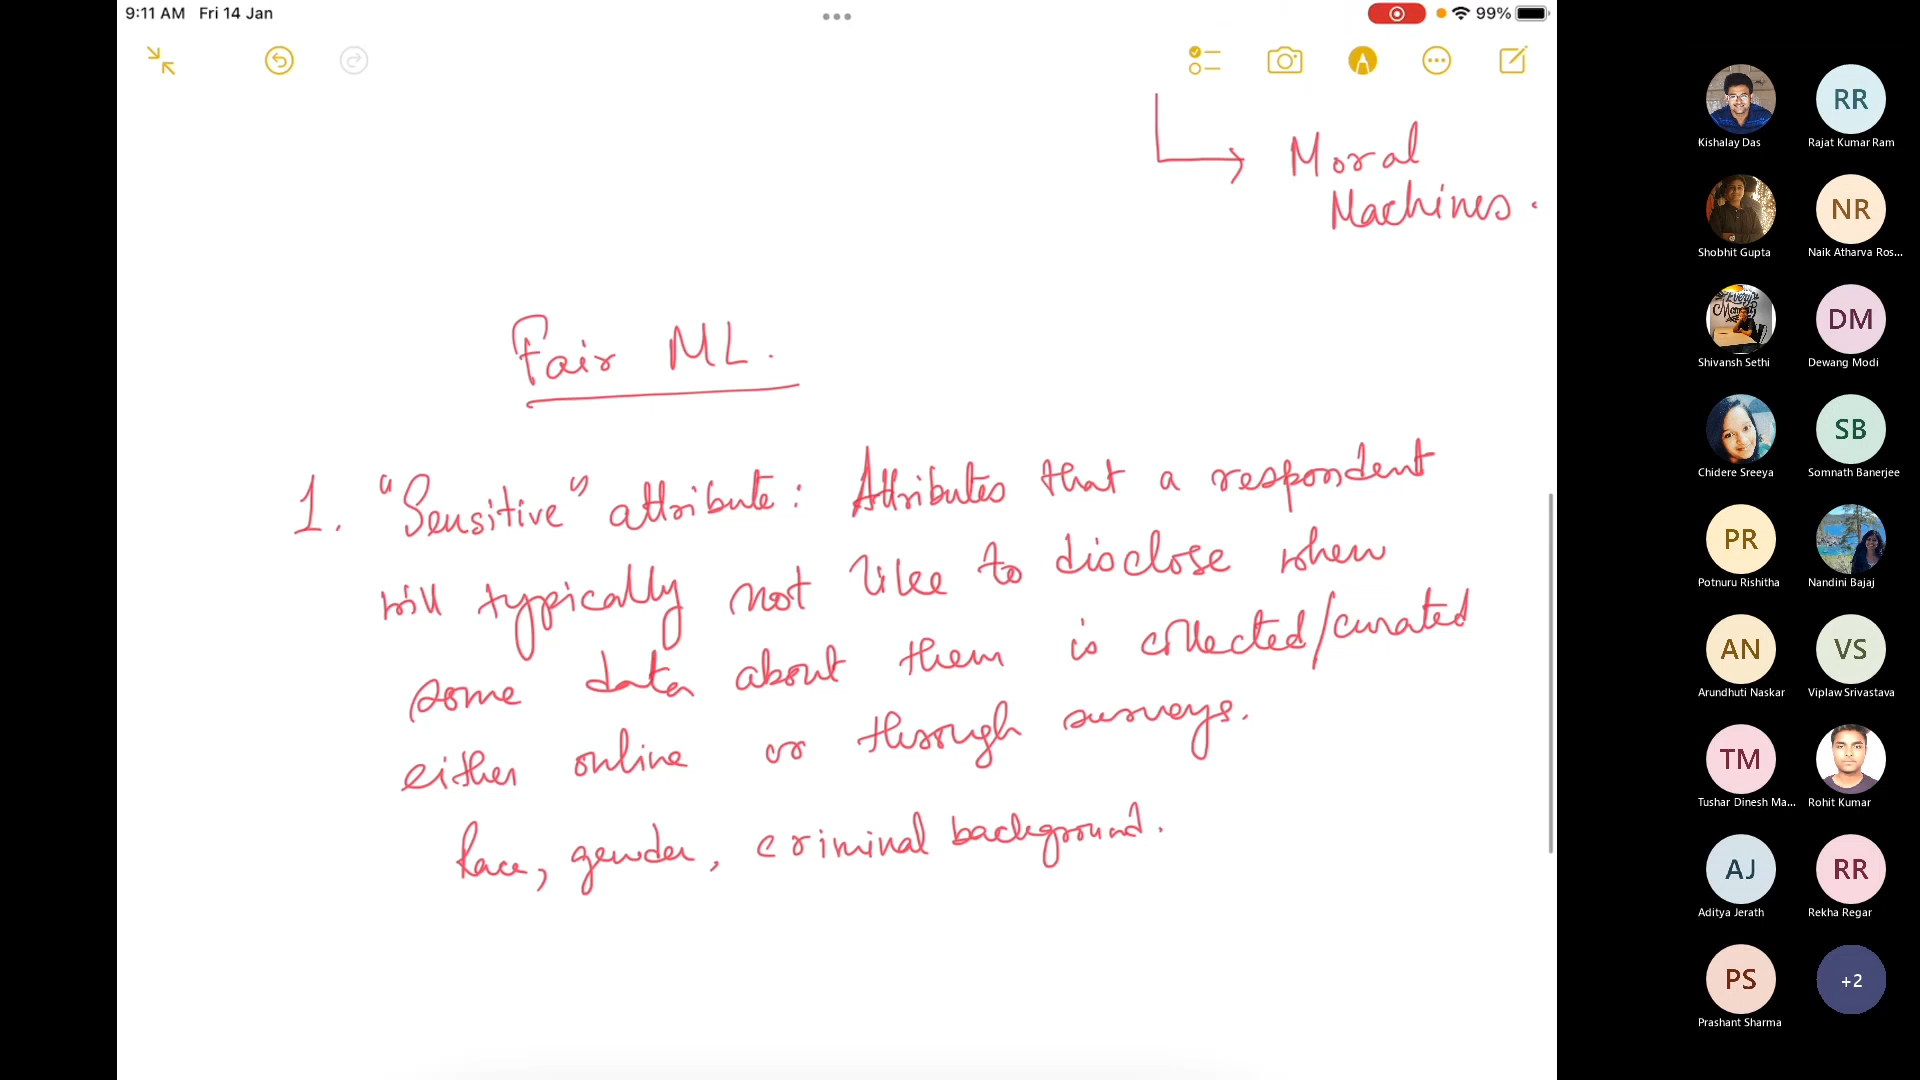 9:11 AM Fri 14 Jan
99%
Moral
Machines.
Fair ML.
1. "Sensitive" attribute: Attributes that a respondent
will typically not like to disclose when
some data about them is collected/curated
either online or through surveys.
Race, gender, criminal background.
Kishalay Das
RR
Rajat Kumar Ram
Shobhit Gupta
NR
Naik Atharva Ros...
Every
Moment
Shivansh Sethi
DM
Dewang Modi
Chidere Sreeya
SB
Somnath Banerjee
PR
Potnuru Rishitha
Nandini Bajaj
AN
Arundhuti Naskar
VS
Viplaw Srivastava
TM
Tushar Dinesh Ma...
Rohit Kumar
AJ
Aditya Jerath
RR
Rekha Regar
PS
Prashant Sharma
+2